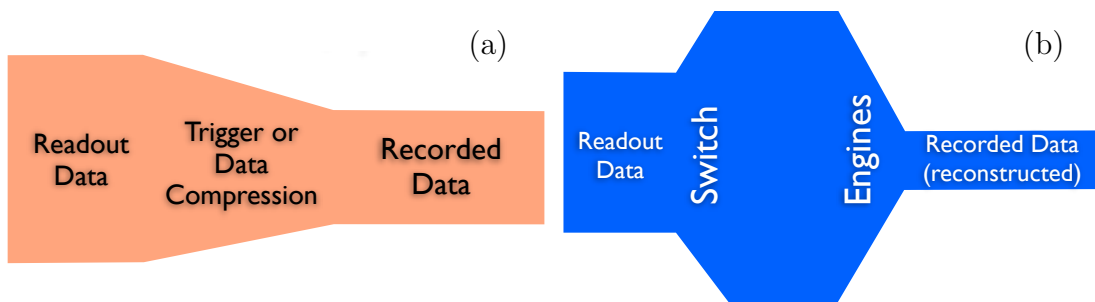 (a)
Readout
Data
Trigger or
Data
Compression
Recorded
Data
(b)
Readout
Data
Switch
Engines
Recorded Data
(reconstructed)